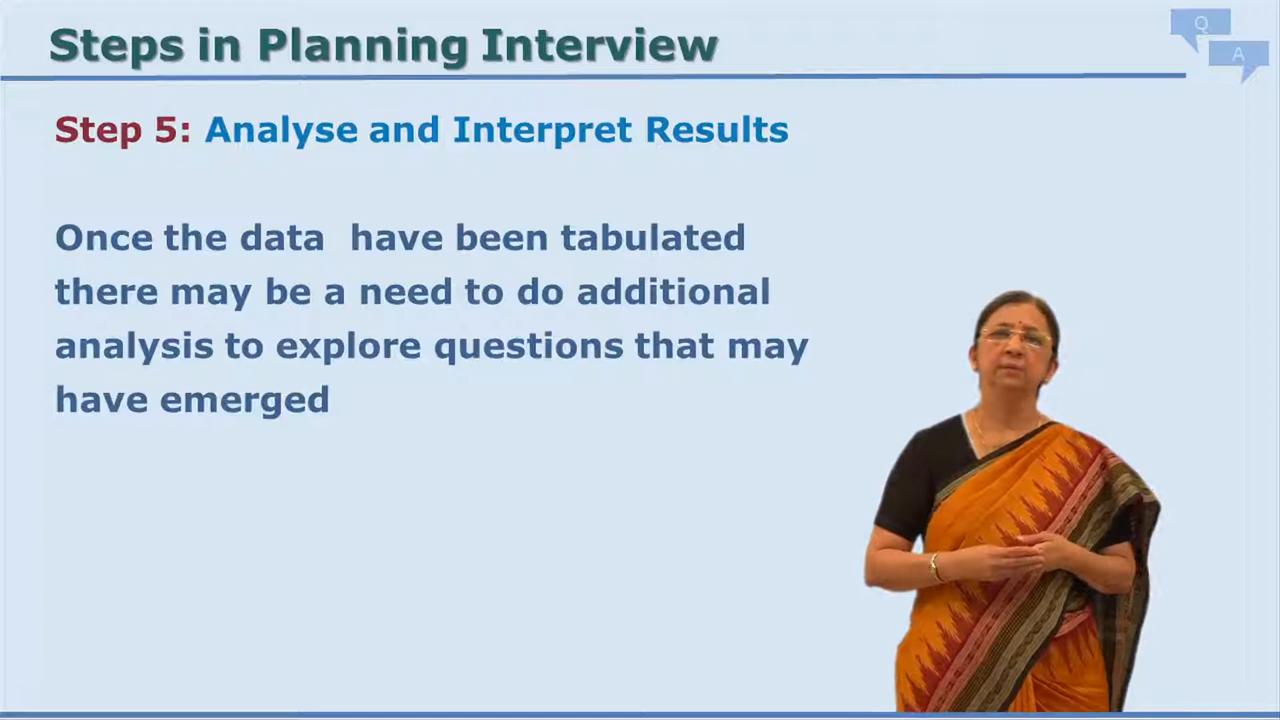 Steps in Planning Interview
Q
A
Step 5: Analyse and Interpret Results
Once the data  have been tabulated
there may be a need to do additional
analysis to explore questions that may
have emerged